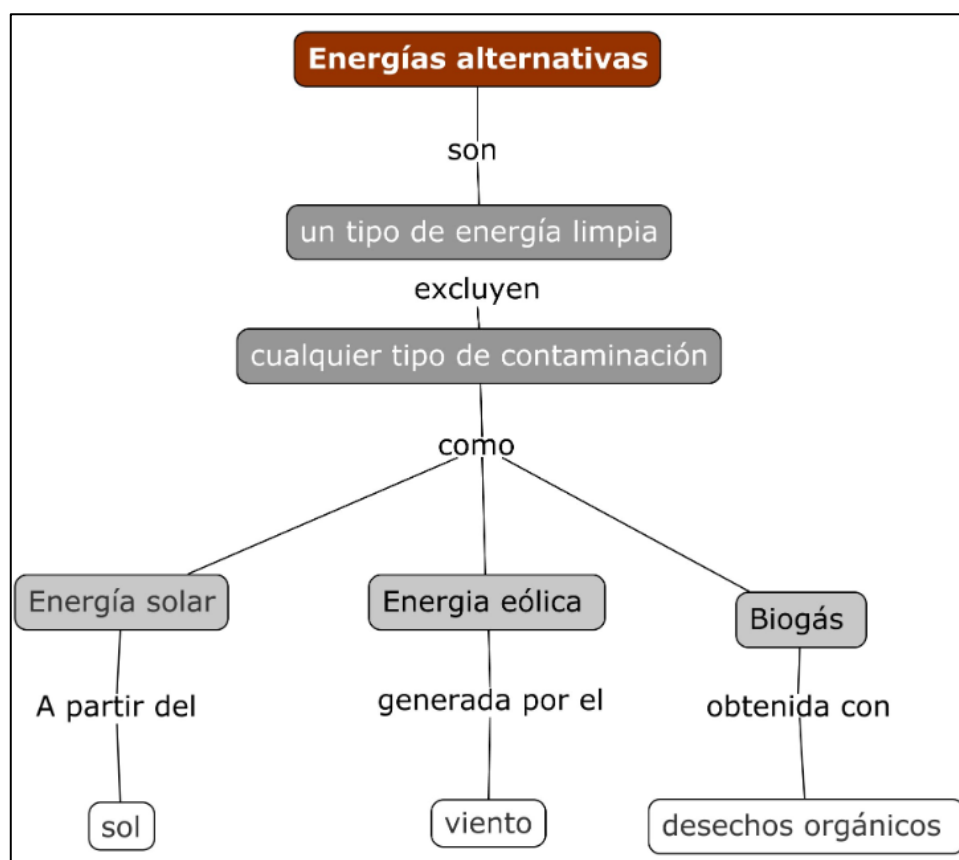 Energías alternativas
son
un tipo de energía limpia
excluyen
cualquier tipo de contaminación
como
Energía solar
Energia eólica
Biogás
A partir del
generada por el
obtenida con
sol
viento
desechos orgánicos